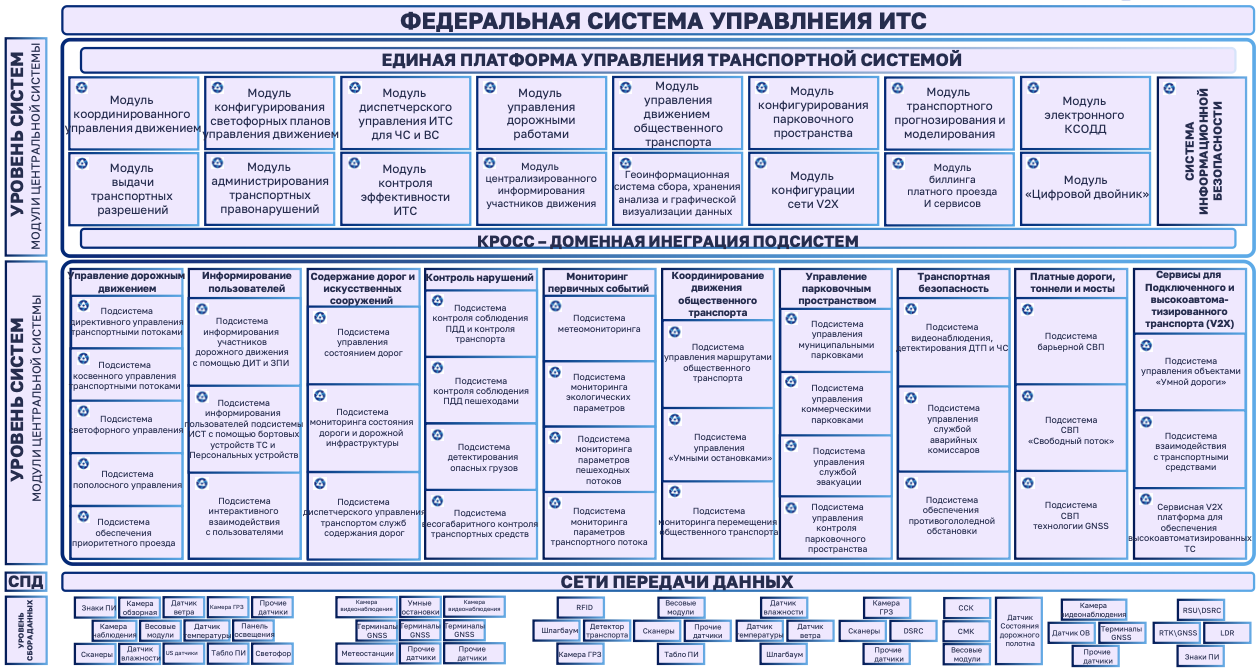 ФЕДЕРАЛЬНАЯ СИСТЕМА УПРАВЛНЕИЯ ИТС
УРОВЕНЬ СИСТЕМ
МОДУЛИ ЦЕНТРАЛЬНОЙ СИСТЕМЫ
ЕДИНАЯ ПЛАТФОРМА УПРАВЛЕНИЯ ТРАНСПОРТНОЙ СИСТЕМОЙ
Модуль
координированного
управления движением
Модуль
конфигурирования
светофорных планов
управления движением
Модуль
диспетчерского
управления ИТС
для ЧС и ВС
Модуль
управления
дорожными
работами
Модуль
управления
движением
общественного
транспорта
Модуль
конфигурирования
парковочного
пространства
Модуль
транспортного
прогнозирования и
моделирования
Модуль
электронного
КСОДД
СИСТЕМА
ИНФОРМАЦИОННОЙ
БЕЗОПАСНОСТИ
Модуль
выдачи
транспортных
разрешений
Модуль
администрирования
транспортных
правонарушений
Модуль
контроля
эффективности
ИТС
Модуль
централизированного
информирования
участников движения
Геоинформационная
система сбора, хранения
анализа и графической
визуализации данных
Модуль
конфигурации
сети V2X
Модуль
биллинга
платного проезда
И сервисов
Модуль
«Цифровой двойник»
КРОСС – ДОМЕННАЯ ИНЕГРАЦИЯ ПОДСИСТЕМ
УРОВЕНЬ СИСТЕМ
МОДУЛИ ЦЕНТРАЛЬНОЙ СИСТЕМЫ
Управление дорожным
движением
Подсистема
директивного управления
транспортными потоками
Подсистема
косвенного управления
транспортными потоками
Подсистема
светофорного управления
Подсистема
пополосного управления
Подсистема
обеспечения
приоритетного проезда
Информирование
пользователей
Подсистема
информирования
участников
дорожного движения
с помощью ДИТ и ЗПИ
Подсистема
информирования
пользователей подсистемы
ИСТ с помощью бортовых
устройств ТС и
Персональных устройств
Подсистема
интерактивного
взаимодействия
с пользователями
Содержание дорог и
искусственных
сооружений
Подсистема
управления
состоянием дорог
Подсистема
мониторинга состояния
дороги и дорожной
инфраструктуры
Подсистема
диспетчерского управления
транспортом служб
содержания дорог
Контроль нарушений
Подсистема
контроля соблюдения
ПДД и контроля
транспорта
Подсистема
контроля соблюдения
ПДД пешеходами
Подсистема
детектирования
опасных грузов
Подсистема
весогабаритного контроля
транспортных средств
Мониторинг
первичных событий
Подсистема
метеомониторинга
Подсистема
мониторинга
экологических
параметров
Подсистема
мониторинга
параметров
пешеходных
потоков
Подсистема
мониторинга
параметров
транспортного потока
Координирование
движения
общественного
транспорта
Подсистема
управления маршрутами
общественного
транспорта
Подсистема
управления
«Умными остановками»
Подсистема
мониторинга перемещения
общественного транспорта
Управление
парковочным
пространством
Подсистема
управления
муниципальными
парковками
Подсистема
управления
коммерческими
парковками
Подсистема
управления
службой
эвакуации
Подсистема
управления
контроля
парковочного
пространства
Транспортная
безопасность
Подсистема
видеонаблюдения,
детектирования ДТП и ЧС
Подсистема
управления
службой
аварийных
комиссаров
Подсистема
обеспечения
противогололедной
обстановки
Платные дороги,
тоннели и мосты
Подсистема
барьерной СВП
Подсистема
СВП
«Свободный поток»
Подсистема
СВП
технологии GNSS
Сервисы для
Подключенного и
высокоавтома-
тизированного
транспорта (V2X)
Подсистема
управления объектами
«Умной дороги»
Подсистема
взаимодействия
с транспортными
средствами
Сервисная V2X
платформа для
обеспечения
высокоавтоматизированных
ТС
СПД
СЕТИ ПЕРЕДАЧИ ДАННЫХ
УРОВЕНЬ
СБОРА ДАННЫХ
Знаки ПИ
Камера
обзорная
Датчик
ветра
Камера ГРЗ
Прочие
датчики
Камера
наблюдения
Весовые
модули
Датчик
температуры
Панель
освещения
Сканеры
Датчик
влажности
US датчики
Табло ПИ
Светофор
Камера
видеонаблюдения
Умные
остановки
Камера
видеонаблюдения
Терминалы
GNSS
Терминалы
GNSS
Терминалы
GNSS
Метеостанции
Прочие
датчики
Прочие
датчики
RFID
Шлагбаум
Детектор
транспорта
Камера ГРЗ
Весовые
модули
Сканеры
Прочие
датчики
Табло ПИ
Датчик
влажности
Датчик
температуры
Датчик
ветра
Шлагбаум
Камера
ГРЗ
Сканеры
DSRC
Прочие
датчики
ССК
СМК
Весовые
модули
Датчик
Состояния
дорожного
полотна
Камера
видеонаблюдения
Датчик ОВ
Терминалы
GNSS
Прочие
датчики
RSU\DSRC
RTK\GNSS
LDR
Знаки ПИ